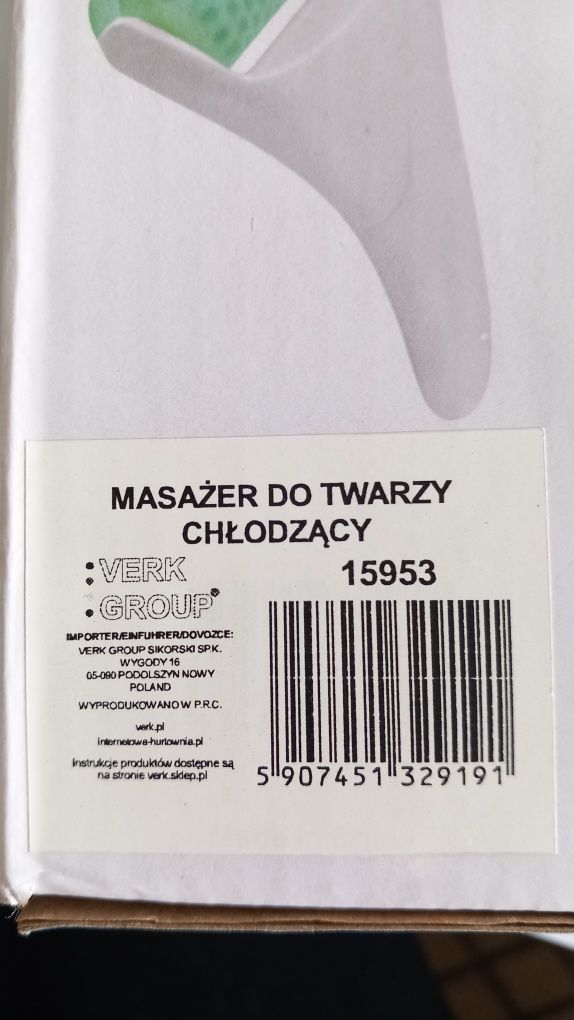 MASAŻER DO TWARZY
CHŁODZĄCY
:VERK
:GROUP®
15953
IMPORTER/EINFUHRER/DOVOZCE:
VERK GROUP SIKORSKI SP.K.
WYGODY 16
05-090 PODOLSZYN NOWY
POLAND
WYPRODUKOWANO W P.R.C.
verk.pl
internetowa-hurtownia.pl
Instrukcje produktów dostępne są
na stronie verk.sklep.pl
5 907451 329191